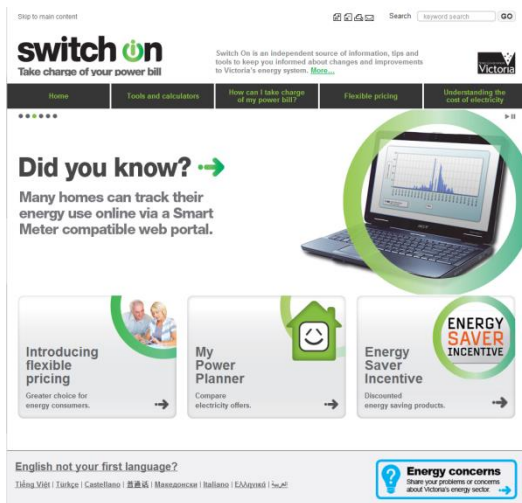 Skip to main content
Search keyword search GO
switch on
Take charge of your power bill
Switch On is an independent source of information, tips and
tools to keep you informed about changes and improvements
to Victoria's energy system. More...
Victoria
Home
Tools and calculators
How can I take charge
of my power bill?
Flexible pricing
Understanding the
cost of electricity
Did you know?
Many homes can track their
energy use online via a Smart
Meter compatible web portal.
Introducing
flexible
pricing
Greater choice for
energy consumers.
My
Power
Planner
Compare
electricity offers.
ENERGY
SAVER
INCENTIVE
Energy
Saver
Incentive
Discounted
energy saving products.
English not your first language?
Tiếng Việt | Türkçe | Castellano | 普通话 | Македонски | Italiano | Ελληνικά |
Energy concerns
Share your problems or concerns
about Victoria's energy sector